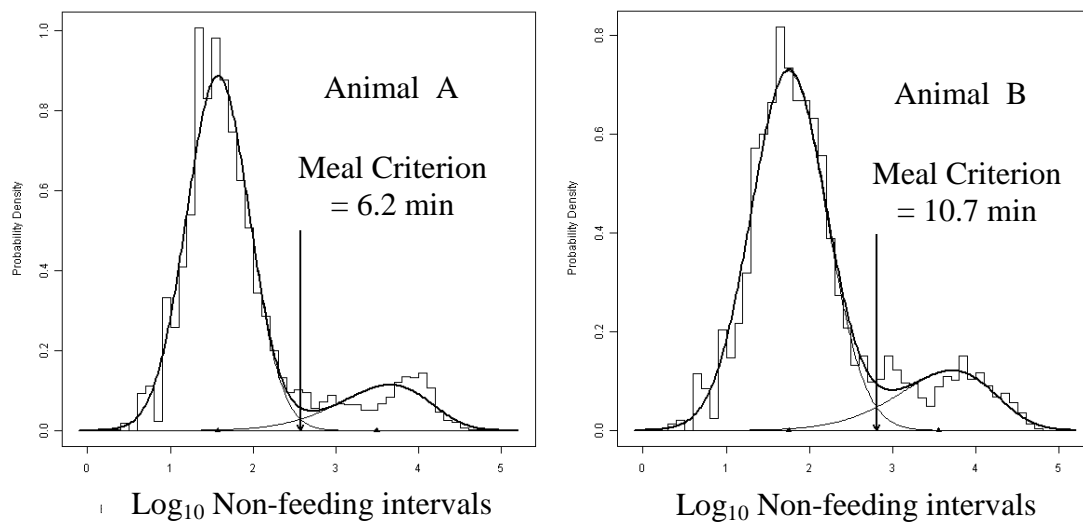 Animal A
Meal Criterion
= 6.2 min
Probability Density
0.0
0.2
0.4
0.6
0.8
1.0
0 1 2 3 4 5
Log10 Non-feeding intervals
Animal B
Meal Criterion
= 10.7 min
Probability Density
0.0
0.2
0.4
0.6
0.8
0 1 2 3 4 5
Log10 Non-feeding intervals